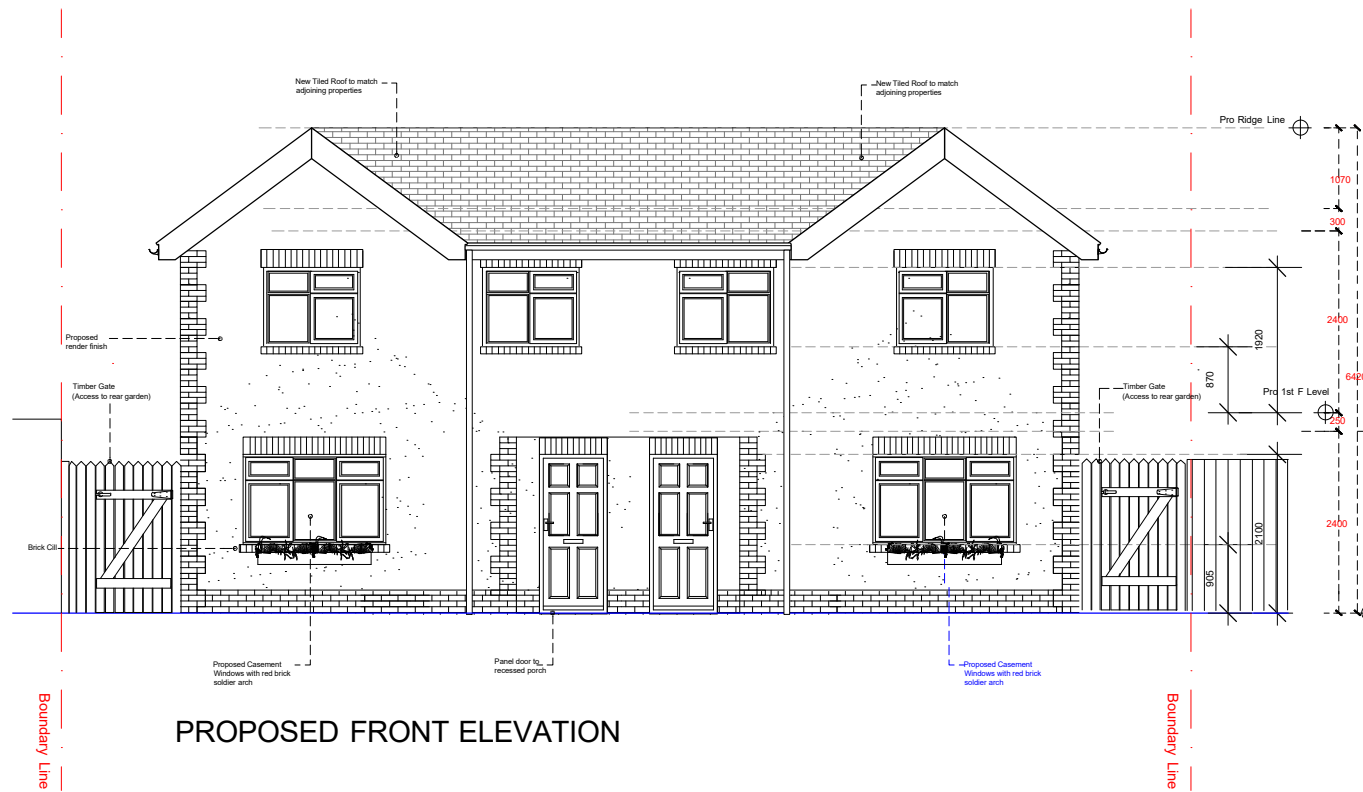 New Tiled Roof to match
adjoining properties
New Tiled Roof to match
adjoining properties
Pro Ridge Line
1070
300
2400
1920
6420
870
Proposed
render finish
Timber Gate
(Access to rear garden)
Timber Gate
(Access to rear garden)
Pro 1st F Level
250
2400
2100
905
Brick Cill
Proposed Casement
Windows with red brick
soldier arch
Panel door to
recessed porch
Proposed Casement
Windows with red brick
soldier arch
Boundary Line
Boundary Line
PROPOSED FRONT ELEVATION